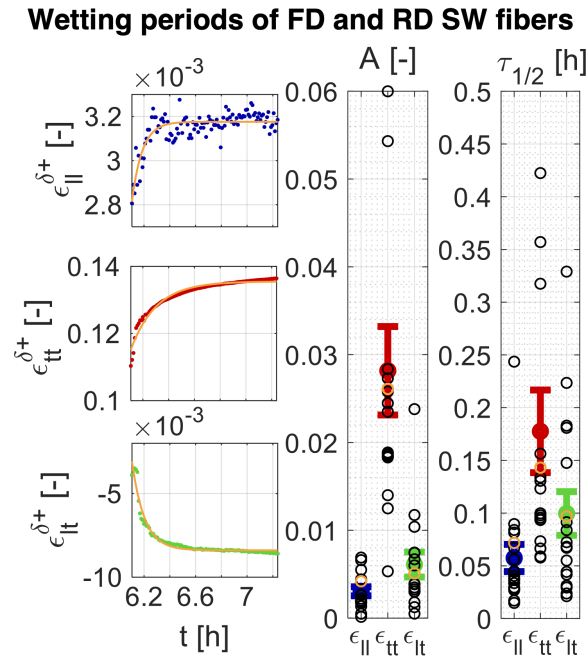 Wetting periods of FD and RD SW fibers
×10⁻³
3.2
3
2.8
ϵ_ll^δ+ [-]
0.14
0.12
0.1
ϵ_tt^δ+ [-]
×10⁻³
-5
-10
ϵ_lt^δ+ [-]
6.2 6.6 7
t [h]
A [-]
0.06
0.05
0.04
0.03
0.02
0.01
0
ϵ_ll ϵ_tt ϵ_lt
τ_1/2 [h]
0.5
0.45
0.4
0.35
0.3
0.25
0.2
0.15
0.1
0.05
0
ϵ_ll ϵ_tt ϵ_lt